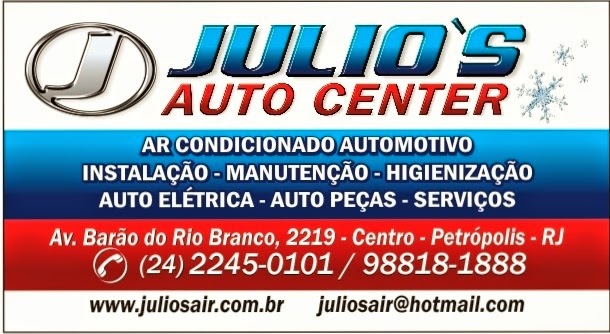 J
JULIO`S
AUTO CENTER
AR CONDICIONADO AUTOMOTIVO
INSTALAÇÃO - MANUTENÇÃO - HIGIENIZAÇÃO
AUTO ELÉTRICA - AUTO PEÇAS - SERVIÇOS
Av. Barão do Rio Branco, 2219 - Centro - Petrópolis - RJ
(24) 2245-0101 / 98818-1888
www.juliosair.com.br juliosair@hotmail.com